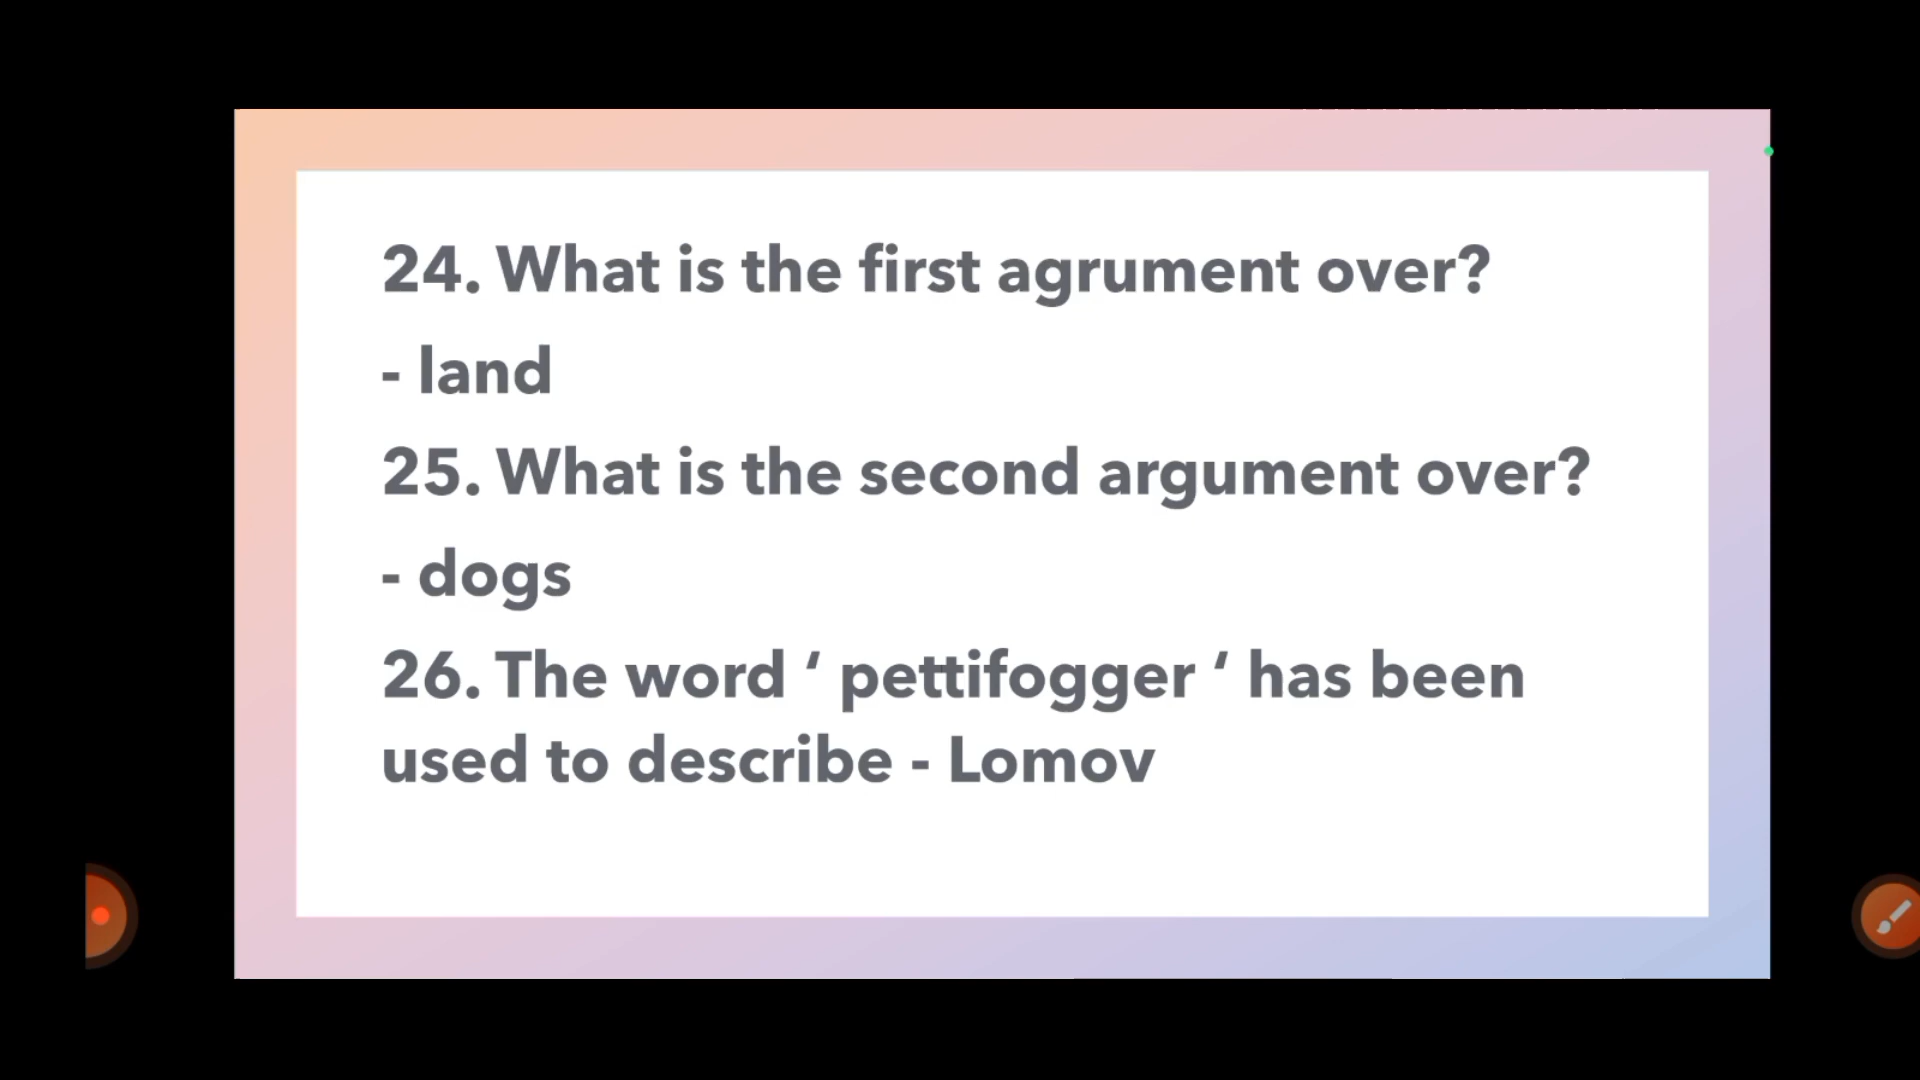 24. What is the first agrument over?
- land
25. What is the second argument over?
- dogs
26. The word ‘ pettifogger ‘ has been
used to describe - Lomov